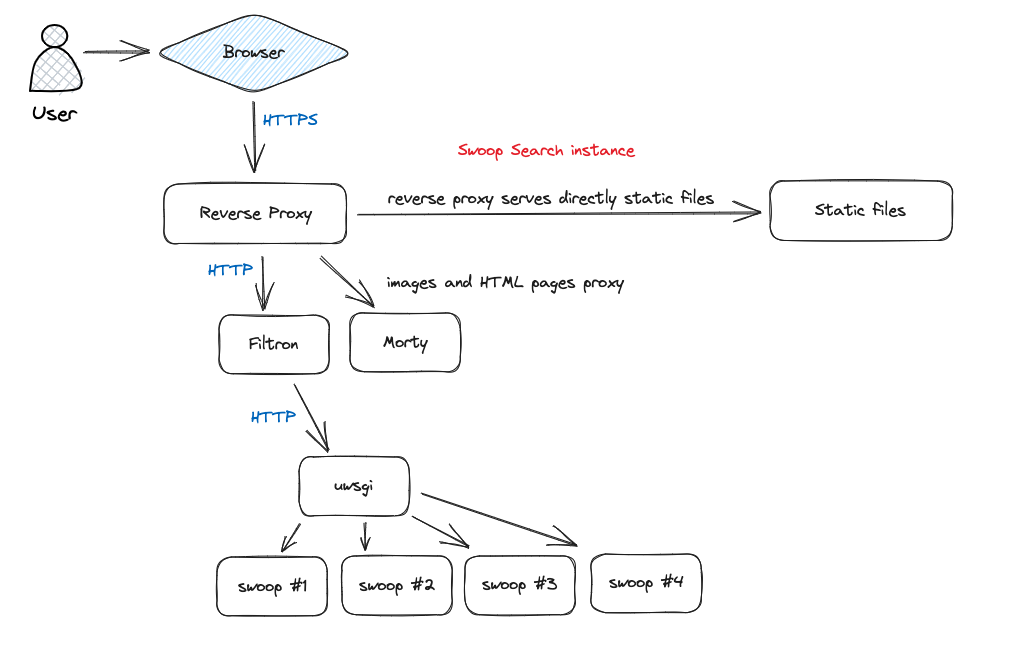 Browser
User
HTTPS
Swoop Search instance
reverse proxy serves directly static files
Reverse Proxy
Static files
HTTP
images and HTML pages proxy
Filtron
Morty
HTTP
uwsgi
swoop #1
swoop #2
swoop #3
swoop #4